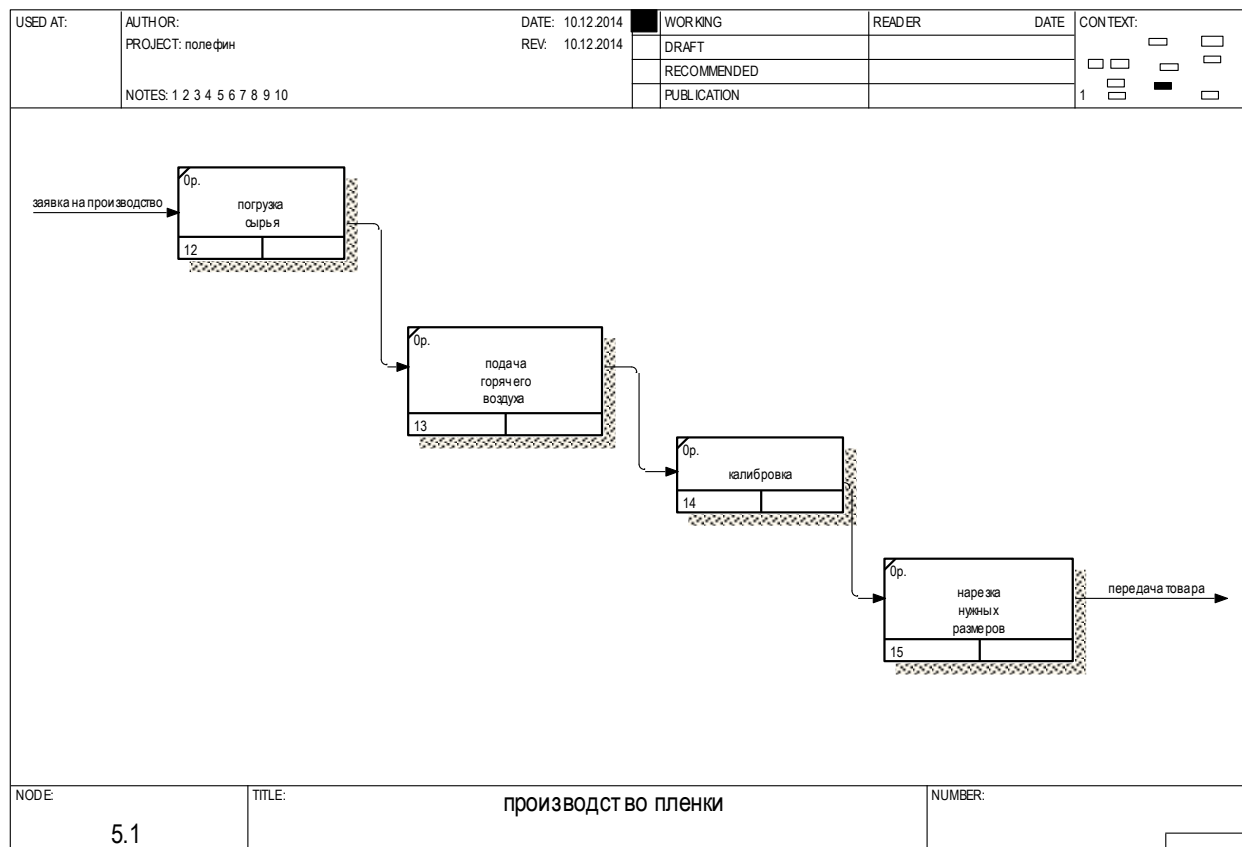 USED AT:
AUTHOR:
DATE: 10.12.2014
PROJECT: полефин
REV: 10.12.2014
NOTES: 1 2 3 4 5 6 7 8 9 10
WORKING
DRAFT
RECOMMENDED
PUBLICATION
READER DATE
CONTEXT:
1
заявка на производство
0р.
погрузка
сырья
12
0р.
подача
горячего
воздуха
13
0р.
калибровка
14
0р.
нарезка
нужных
размеров
15
передача товара
NODE:
5.1
TITLE:
производство пленки
NUMBER: